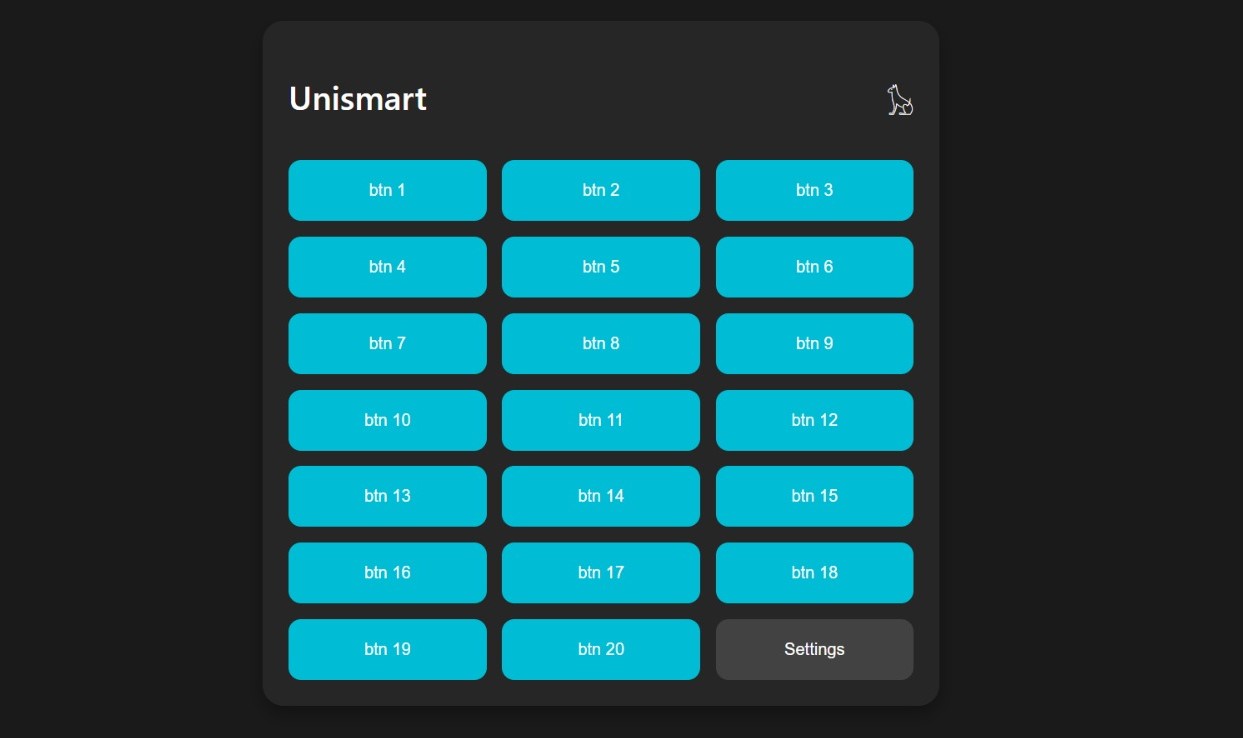 Unismart
btn 1
btn 2
btn 3
btn 4
btn 5
btn 6
btn 7
btn 8
btn 9
btn 10
btn 11
btn 12
btn 13
btn 14
btn 15
btn 16
btn 17
btn 18
btn 19
btn 20
Settings